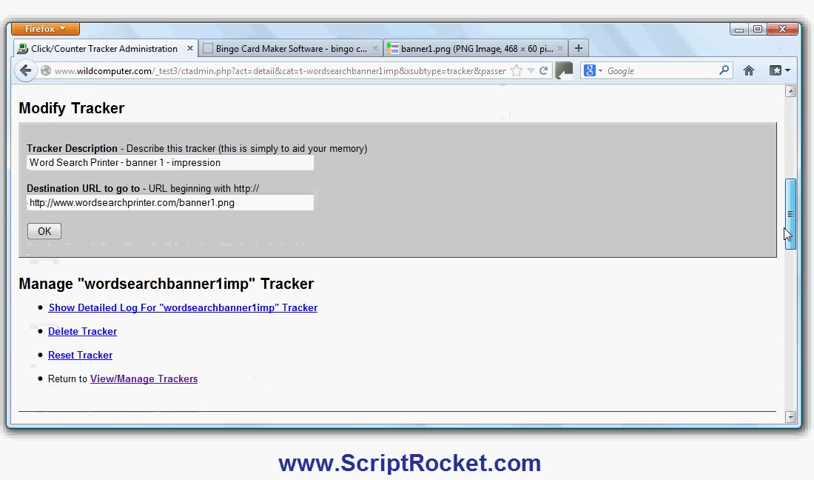 Firefox
Click/Counter Tracker Administration
Bingo Card Maker Software - bingo c...
banner1.png (PNG Image, 468 × 60 pi...
www.wildcomputer.com/_test3/ctadmin.php?act=detail&cat=t-wordsearchbanner1imp&xsubtype=tracker&passer
Google
Modify Tracker
Tracker Description - Describe this tracker (this is simply to aid your memory)
Word Search Printer - banner 1 - impression
Destination URL to go to - URL beginning with http://
http://www.wordsearchprinter.com/banner1.png
OK
Manage "wordsearchbanner1imp" Tracker
Show Detailed Log For "wordsearchbanner1imp" Tracker
Delete Tracker
Reset Tracker
Return to View/Manage Trackers
www.ScriptRocket.com